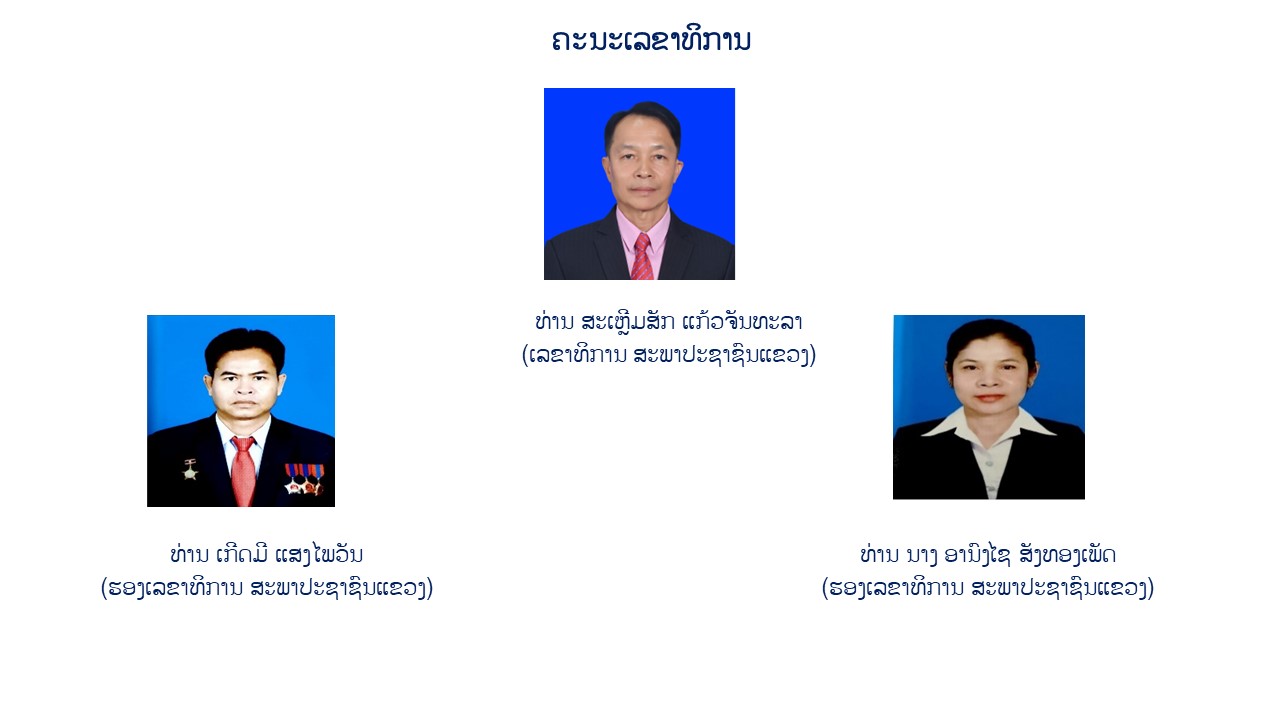 ຄະນະເລຂາທິການ
ທ່ານ ສະເຫຼີມສັກ ແກ້ວຈັນທະລາ
(ເລຂາທິການ ສະພາປະຊາຊົນແຂວງ)
ທ່ານ ເກີດມີ ແສງໄພວັນ
(ຮອງເລຂາທິການ ສະພາປະຊາຊົນແຂວງ)
ທ່ານ ນາງ ອານົງໄຊ ສັງທອງເພັດ
(ຮອງເລຂາທິການ ສະພາປະຊາຊົນແຂວງ)